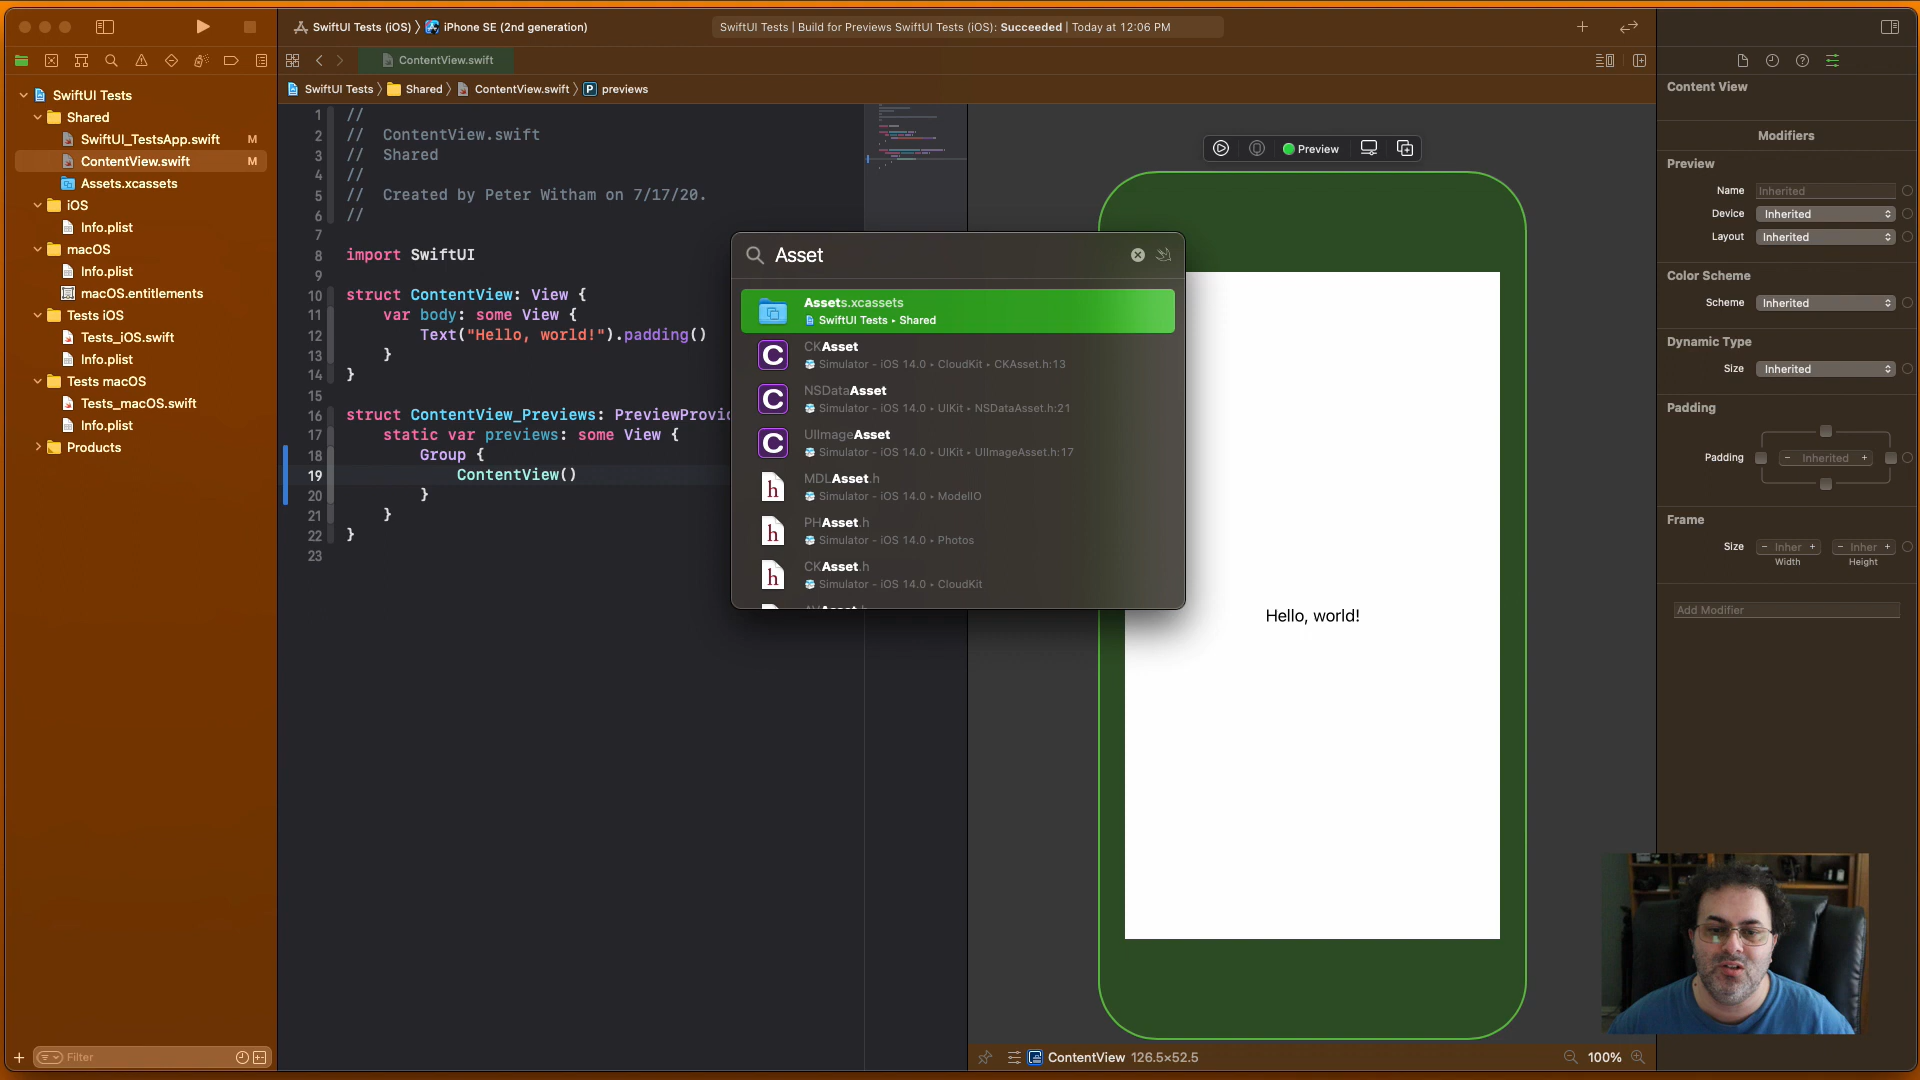 SwiftUI Tests (iOS) 〉 iPhone SE (2nd generation)
SwiftUI Tests | Build for Previews SwiftUI Tests (iOS): Succeeded | Today at 12:06 PM
ContentView.swift
SwiftUI Tests 〉 Shared 〉 ContentView.swift 〉 P previews
SwiftUI Tests
Shared
SwiftUI_TestsApp.swift M
ContentView.swift M
Assets.xcassets
iOS
Info.plist
macOS
Info.plist
macOS.entitlements
Tests iOS
Tests_iOS.swift
Info.plist
Tests macOS
Tests_macOS.swift
Info.plist
Products
Filter
1 //
2 // ContentView.swift
3 // Shared
4 //
5 // Created by Peter Witham on 7/17/20.
6 //
7
8 import SwiftUI
9
10 struct ContentView: View {
11 var body: some View {
12 Text("Hello, world!").padding()
13 }
14 }
15
16 struct ContentView_Previews: PreviewProvid
17 static var previews: some View {
18 Group {
19 ContentView()
20 }
21 }
22 }
23
Asset
Assets.xcassets
SwiftUI Tests • Shared
C CKAsset
Simulator - iOS 14.0 • CloudKit • CKAsset.h:13
C NSDataAsset
Simulator - iOS 14.0 • UIKit • NSDataAsset.h:21
C UIImageAsset
Simulator - iOS 14.0 • UIKit • UIImageAsset.h:17
h MDLAsset.h
Simulator - iOS 14.0 • ModelIO
h PHAsset.h
Simulator - iOS 14.0 • Photos
h CKAsset.h
Simulator - iOS 14.0 • CloudKit
Preview
Hello, world!
ContentView 126.5×52.5
100%
Content View
Modifiers
Preview
Name Inherited
Device Inherited
Layout Inherited
Color Scheme
Scheme Inherited
Dynamic Type
Size Inherited
Padding
Padding − Inherited +
Frame
Size − Inher + − Inher +
Width Height
Add Modifier